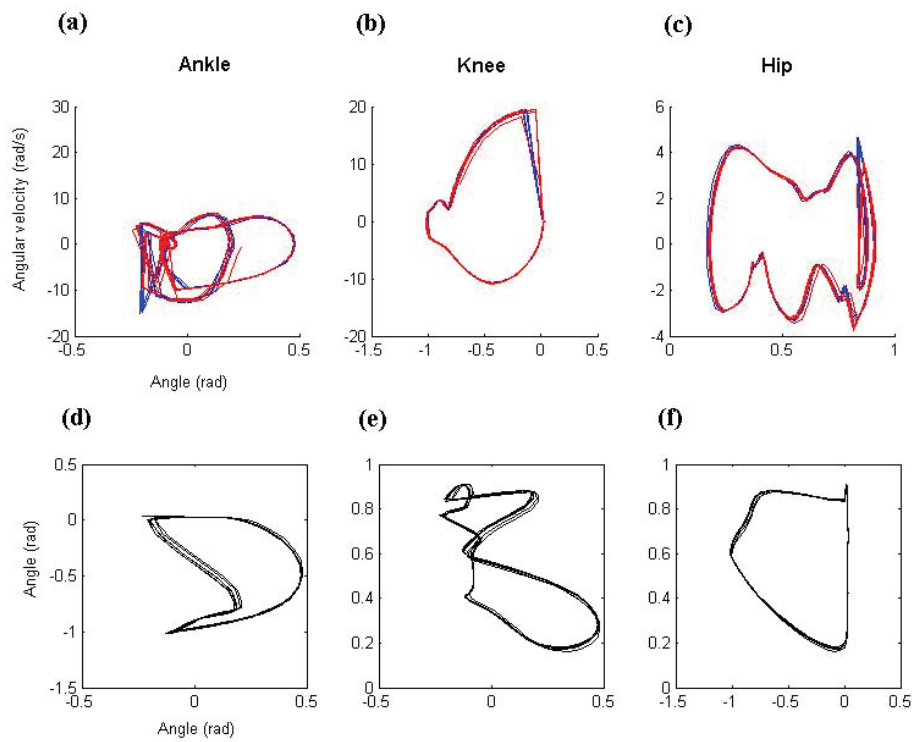 (a) (b) (c)
Ankle Knee Hip
30 20 6
20 10 4
10 2
0 0 0
-10 -10 -2
-20 -20 -4
-0.5 0 0.5 -1.5 -1 -0.5 0 0 0.5 1
Angular velocity (rad/s)
Angle (rad)
(d) (e) (f)
0.5 1 1
0 0.8 0.8
-0.5 0.6 0.6
-1 0.4 0.4
-1.5 0.2 0.2
0 0
-0.5 0 0.5 -0.5 0 0.5 -1.5 -1 -0.5 0 0.5
Angle (rad)
Angle (rad)